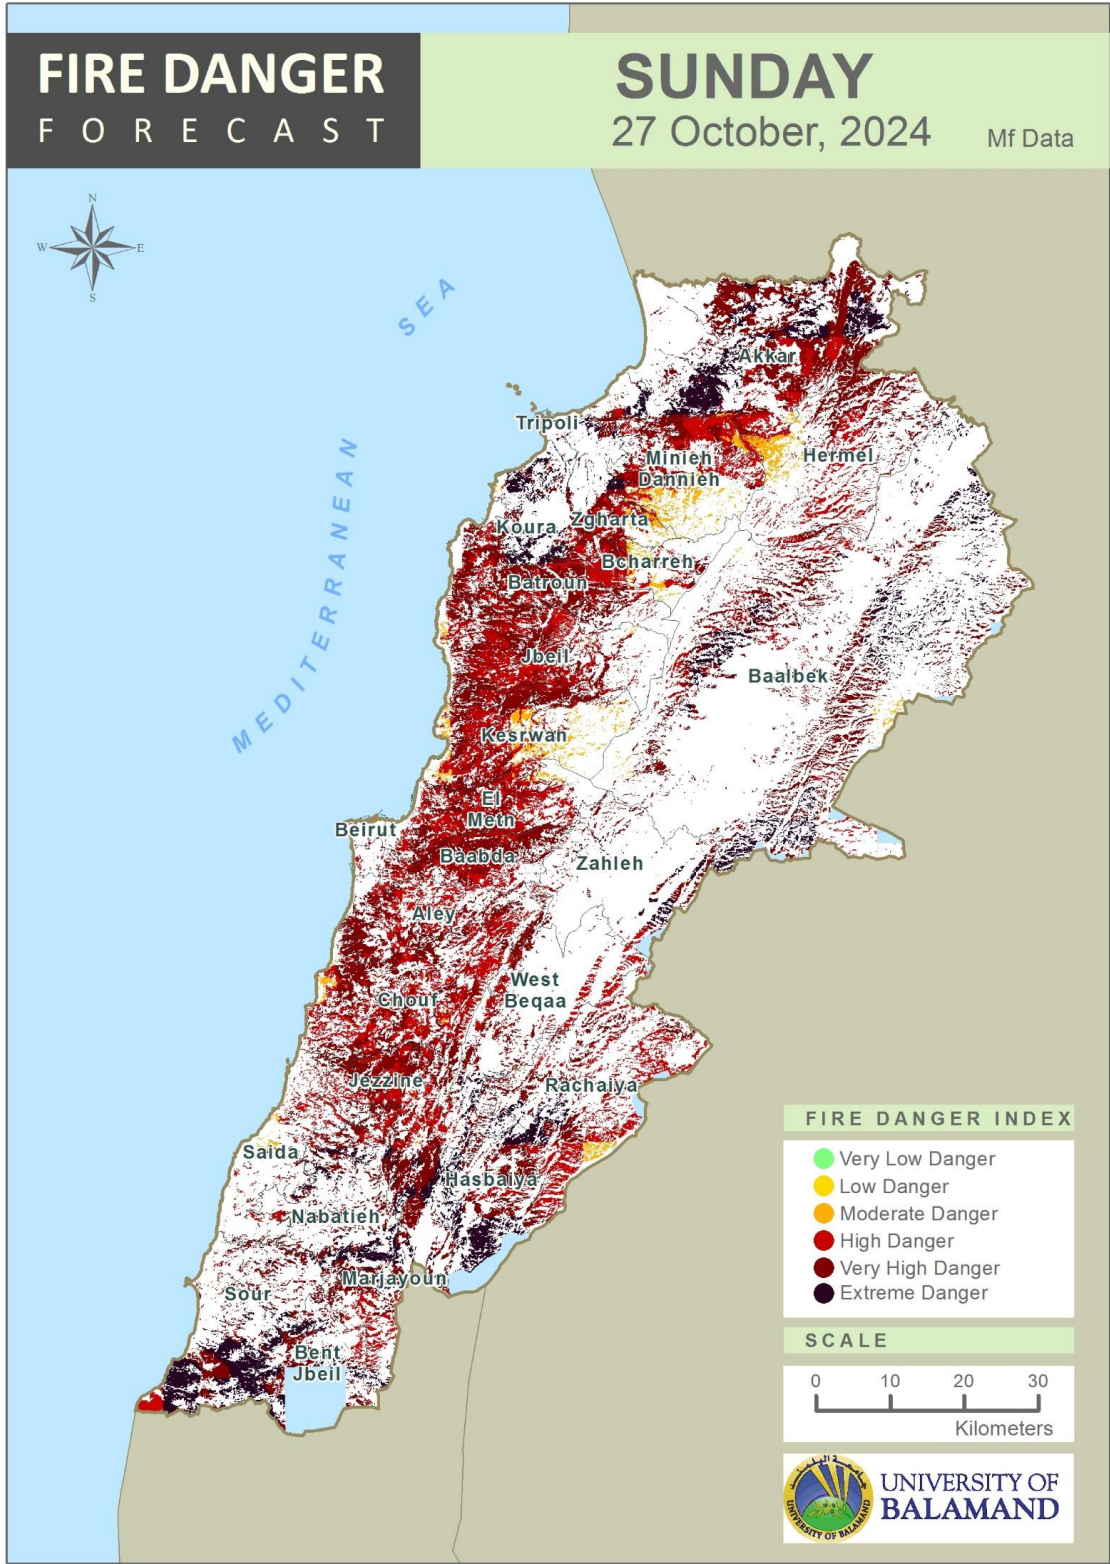 FIRE DANGER
FORECAST
SUNDAY
27 October, 2024
Mf Data
N
W
E
S
SEA
MEDITERRANEAN
Akkar
Tripoli
Hermel
Minieh
Dannieh
Zgharta
Koura
Bcharreh
Batroun
Jbeil
Baalbek
Kesrwan
El
Metn
Beirut
Baabda
Zahleh
Aley
West
Beqaa
Chouf
Jezzine
Rachaiya
Saida
Hasbaiya
Nabatieh
Marjayoun
Sour
Bent
Jbeil
FIRE DANGER INDEX
Very Low Danger
Low Danger
Moderate Danger
High Danger
Very High Danger
Extreme Danger
SCALE
0 10 20 30
Kilometers
UNIVERSITY OF BALAMAND
UNIVERSITY OF
BALAMAND